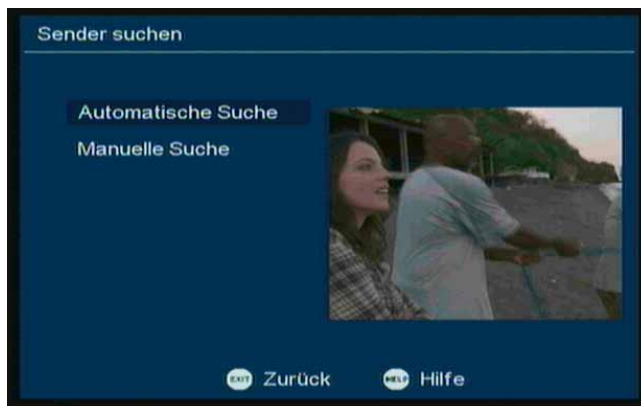 Sender suchen
Automatische Suche
Manuelle Suche
EXIT Zurück HELP Hilfe